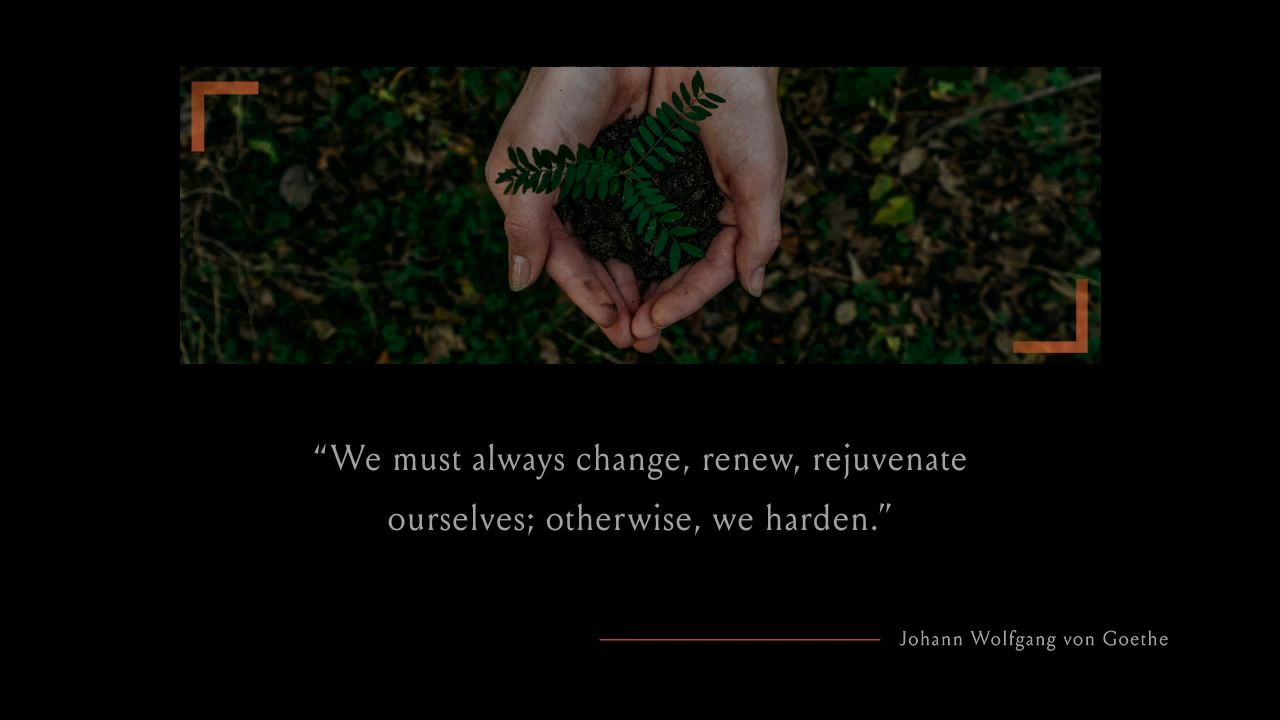 “We must always change, renew, rejuvenate
ourselves; otherwise, we harden.”
Johann Wolfgang von Goethe